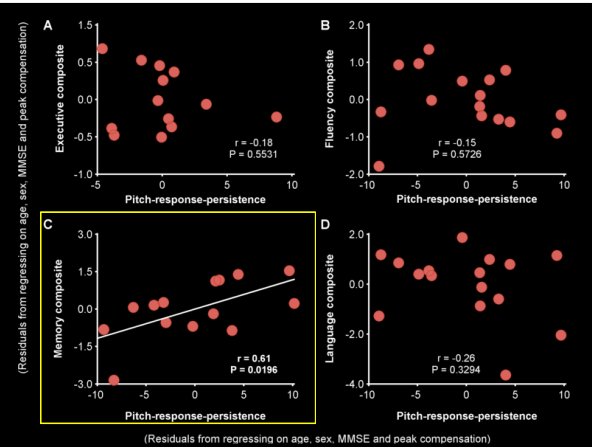 (Residuals from regressing on age, sex, MMSE and peak compensation)
A
Executive composite
1.5
0.5
0.0
-0.5
-1.0
-5
0
5
10
r = -0.18
P = 0.5531
Pitch-response-persistence
B
Fluency composite
2.0
1.0
0.0
-1.0
-2.0
-10
-5
0
5
10
r = -0.15
P = 0.5726
Pitch-response-persistence
C
Memory composite
3.0
1.5
0.0
-1.5
-3.0
-10
-5
0
5
10
r = 0.61
P = 0.0196
Pitch-response-persistence
D
Language composite
2.0
0.0
-2.0
-4.0
-10
-5
0
5
10
r = -0.26
P = 0.3294
Pitch-response-persistence
(Residuals from regressing on age, sex, MMSE and peak compensation)